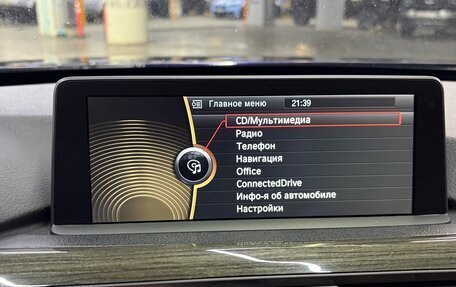 Главное меню 21:39
CD/Мультимедиа
Радио
Телефон
Навигация
Office
ConnectedDrive
Инфо-я об автомобиле
Настройки